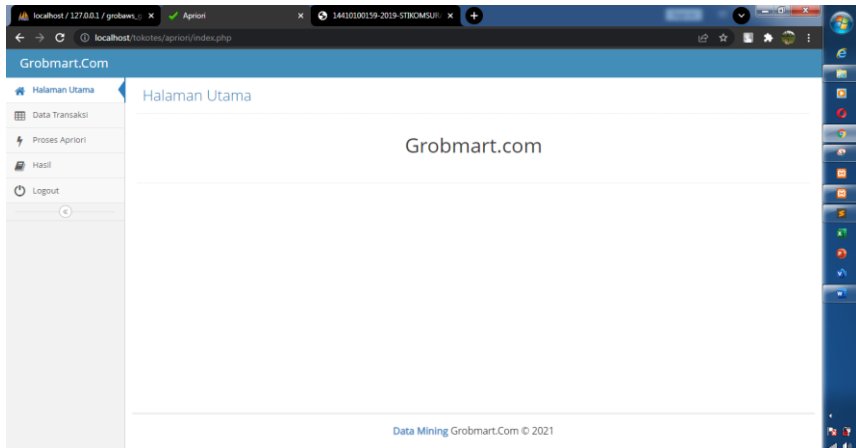 localhost / 127.0.0.1 / grobaws_g
Apriori
14410100159-2019-STIKOMSUR
localhost/tokotes/apriori/index.php
Grobmart.Com
Halaman Utama
Data Transaksi
Proses Apriori
Hasil
Logout
Halaman Utama
Grobmart.com
Data Mining Grobmart.Com © 2021